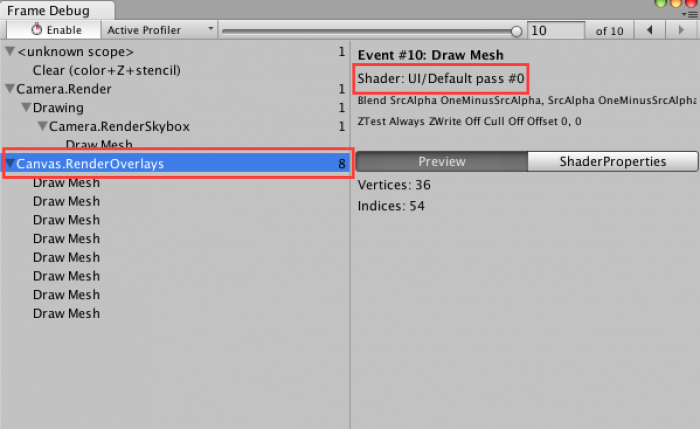 Frame Debug
Enable
Active Profiler
10
of 10
<unknown scope> 1
Clear (color+Z+stencil)
Camera.Render 1
Drawing 1
Camera.RenderSkybox 1
Draw Mesh
Canvas.RenderOverlays 8
Draw Mesh
Draw Mesh
Draw Mesh
Draw Mesh
Draw Mesh
Draw Mesh
Draw Mesh
Draw Mesh
Event #10: Draw Mesh
Shader: UI/Default pass #0
Blend SrcAlpha OneMinusSrcAlpha, SrcAlpha OneMinusSrcAlpha
ZTest Always ZWrite Off Cull Off Offset 0, 0
Preview
ShaderProperties
Vertices: 36
Indices: 54